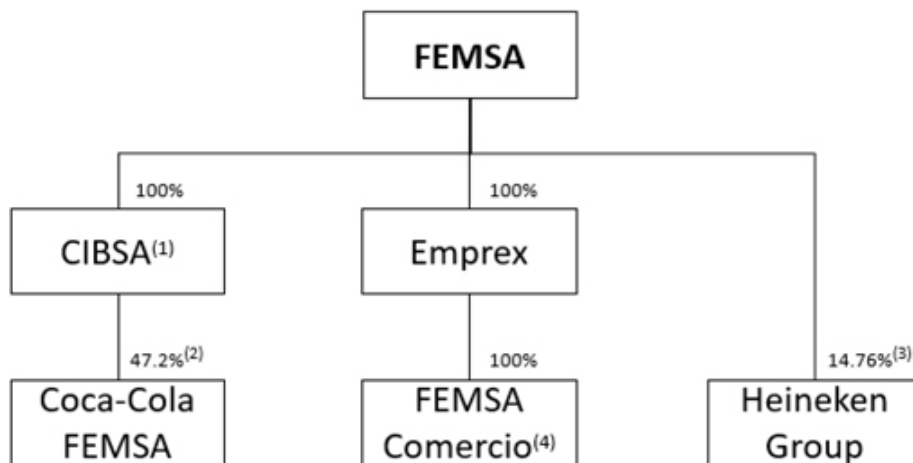 FEMSA
100%
100%
CIBSA(1)
Emprex
47.2%(2)
100%
14.76%(3)
Coca-Cola
FEMSA
FEMSA
Comercio(4)
Heineken
Group